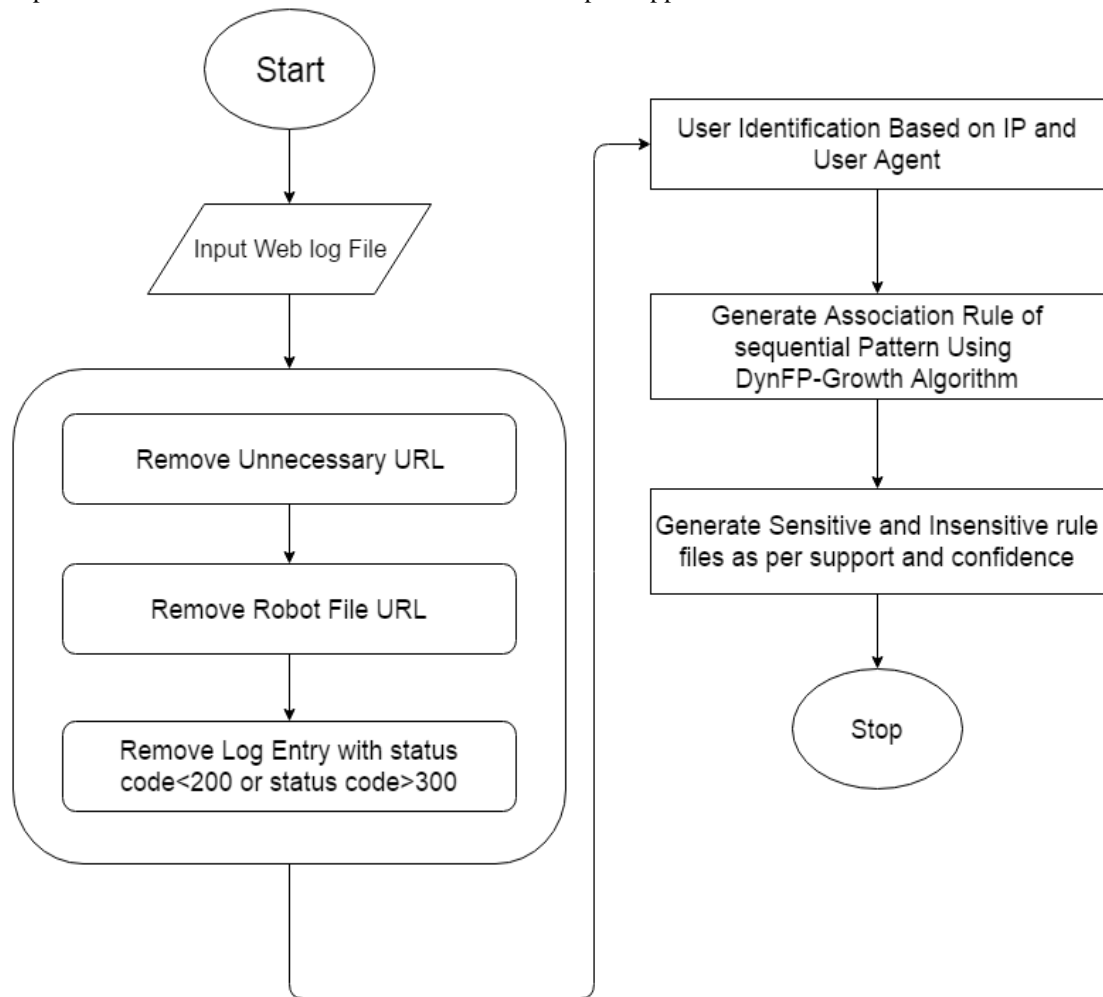 Start
Input Web log File
Remove Unnecessary URL
Remove Robot File URL
Remove Log Entry with status
code<200 or status code>300
User Identification Based on IP and
User Agent
Generate Association Rule of
sequential Pattern Using
DynFP-Growth Algorithm
Generate Sensitive and Insensitive rule
files as per support and confidence
Stop